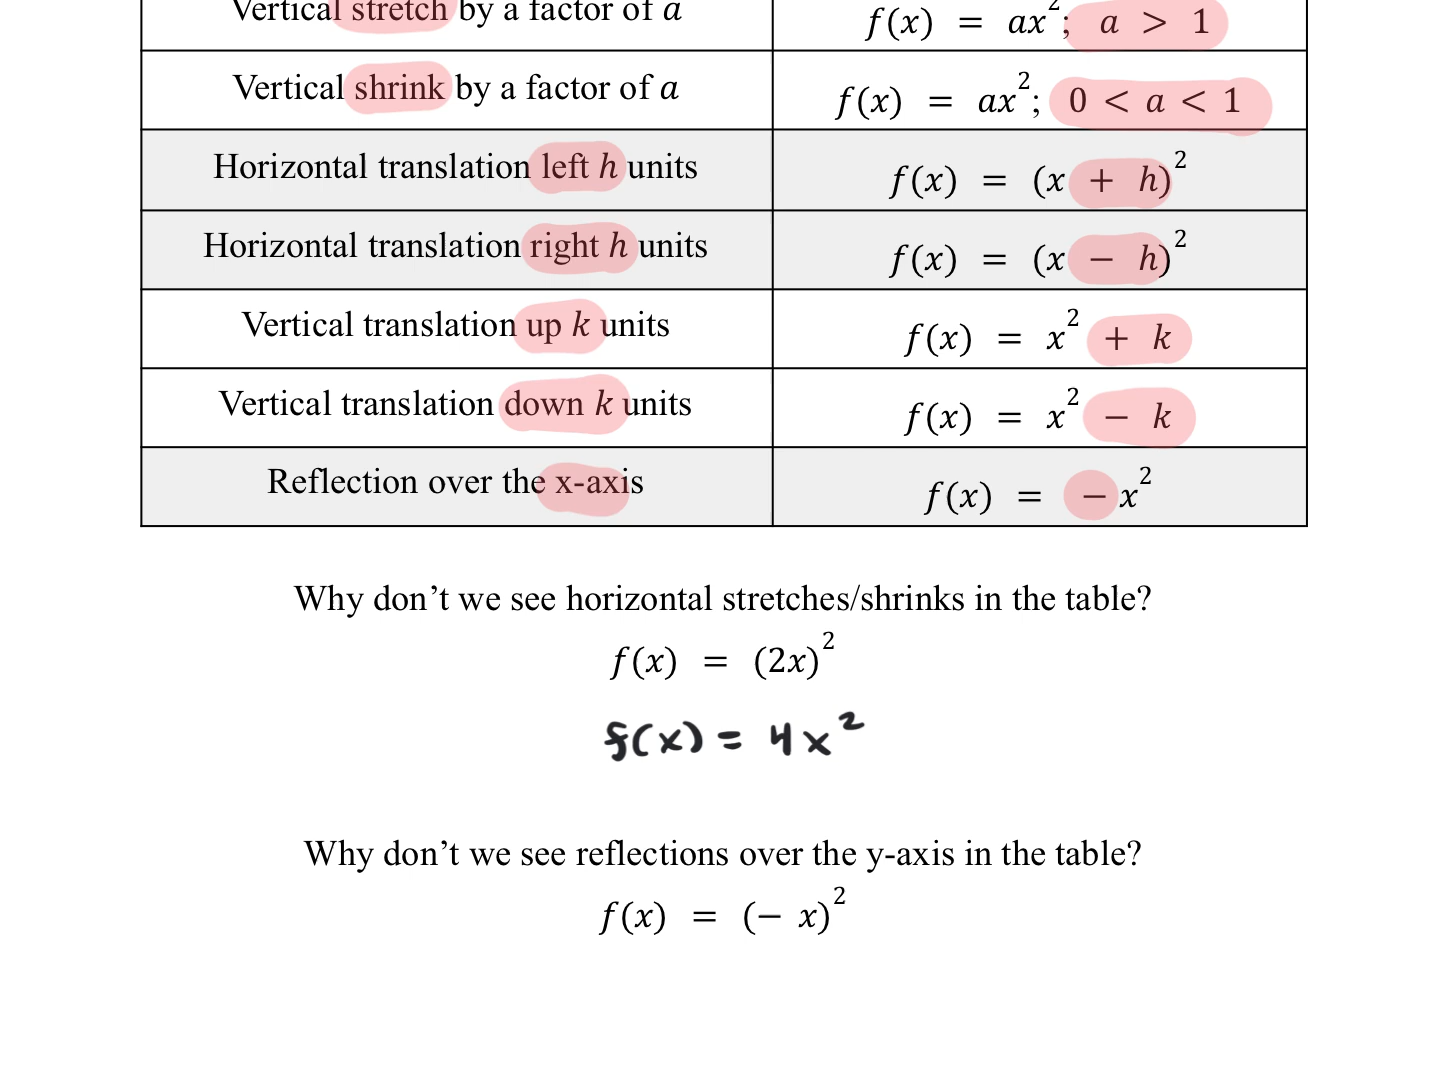 Vertical stretch by a factor of a
f(x) = ax²; a > 1
Vertical shrink by a factor of a
f(x) = ax²; 0 < a < 1
Horizontal translation left h units
f(x) = (x + h)²
Horizontal translation right h units
f(x) = (x − h)²
Vertical translation up k units
f(x) = x² + k
Vertical translation down k units
f(x) = x² − k
Reflection over the x-axis
f(x) = −x²
Why don’t we see horizontal stretches/shrinks in the table?
f(x) = (2x)²
f(x) = 4x²
Why don’t we see reflections over the y-axis in the table?
f(x) = (− x)²